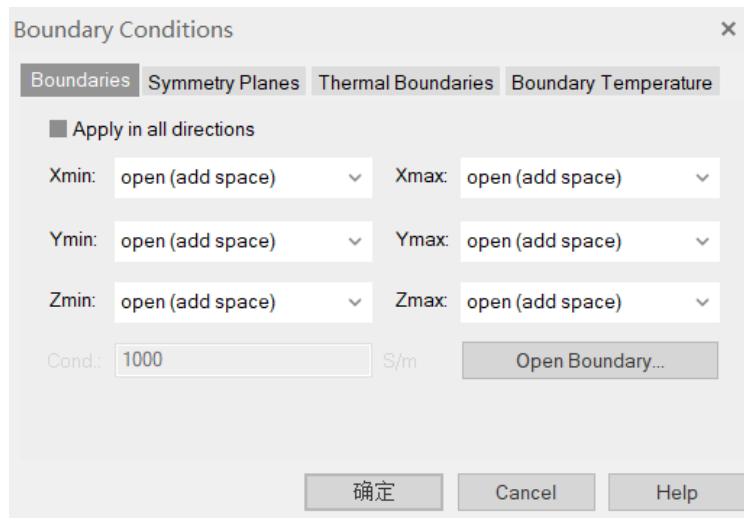 Boundary Conditions
Boundaries Symmetry Planes Thermal Boundaries Boundary Temperature
Apply in all directions
Xmin: open (add space) Xmax: open (add space)
Ymin: open (add space) Ymax: open (add space)
Zmin: open (add space) Zmax: open (add space)
Cond.: 1000 S/m Open Boundary...
确定 Cancel Help